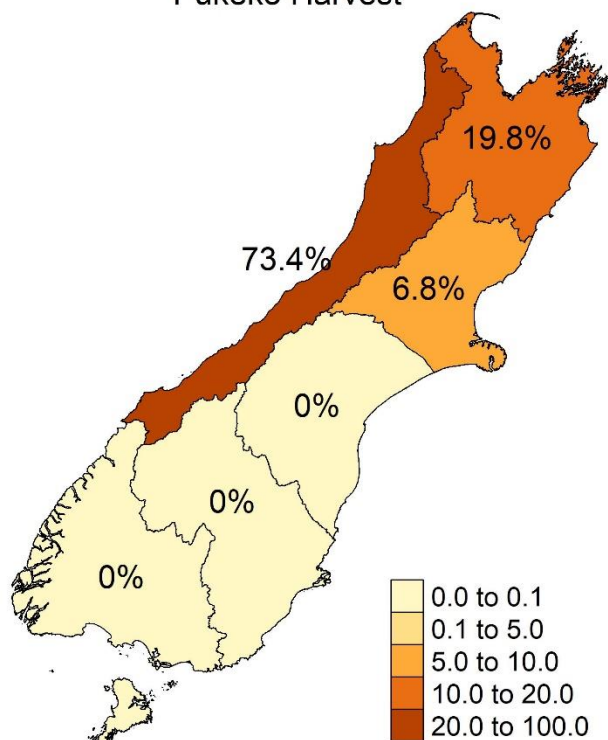 Pukeko Harvest
19.8%
73.4%
6.8%
0%
0%
0%
0.0 to 0.1
0.1 to 5.0
5.0 to 10.0
10.0 to 20.0
20.0 to 100.0